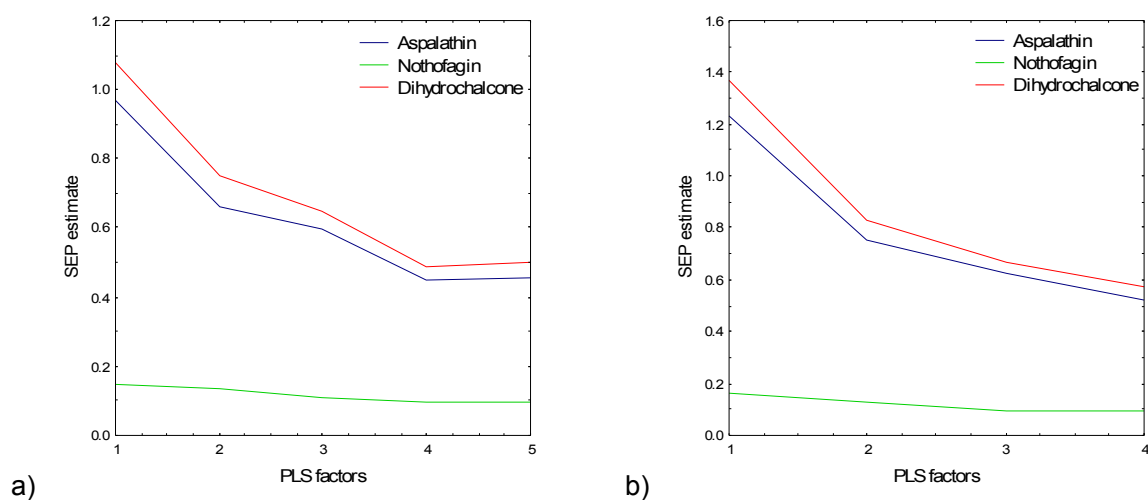 1.2
1.0
0.8
0.6
0.4
0.2
0.0
SEP estimate
1 2 3 4 5
PLS factors
Aspalathin
Nothofagin
Dihydrochalcone
a)
1.6
1.4
1.2
1.0
0.8
0.6
0.4
0.2
0.0
SEP estimate
1 2 3 4
PLS factors
Aspalathin
Nothofagin
Dihydrochalcone
b)